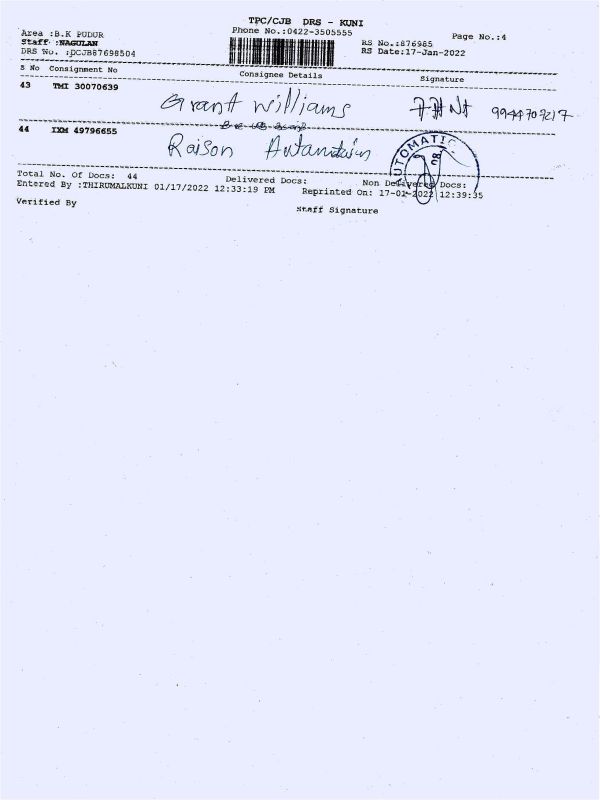 TPC/CJB DRS - KUNI
Area :B.K PUDUR
Phone No.:0422-3505555
Page No.:4
Staff :NAGULAN
RS No.:876985
DRS No. :DCJB87698504
RS Date:17-Jan-2022
S No Consignment No Consignee Details Signature
43 TMI 30070639 Grant Williams 9944707217
44 IXM 49796655 Raison
AUTOMATIC
Total No. Of Docs: 44 Delivered Docs: Non Delivered Docs:
Entered By :THIRUMALKUNI 01/17/2022 12:33:19 PM Reprinted On: 17-01-2022 12:39:35
Verified By Staff Signature